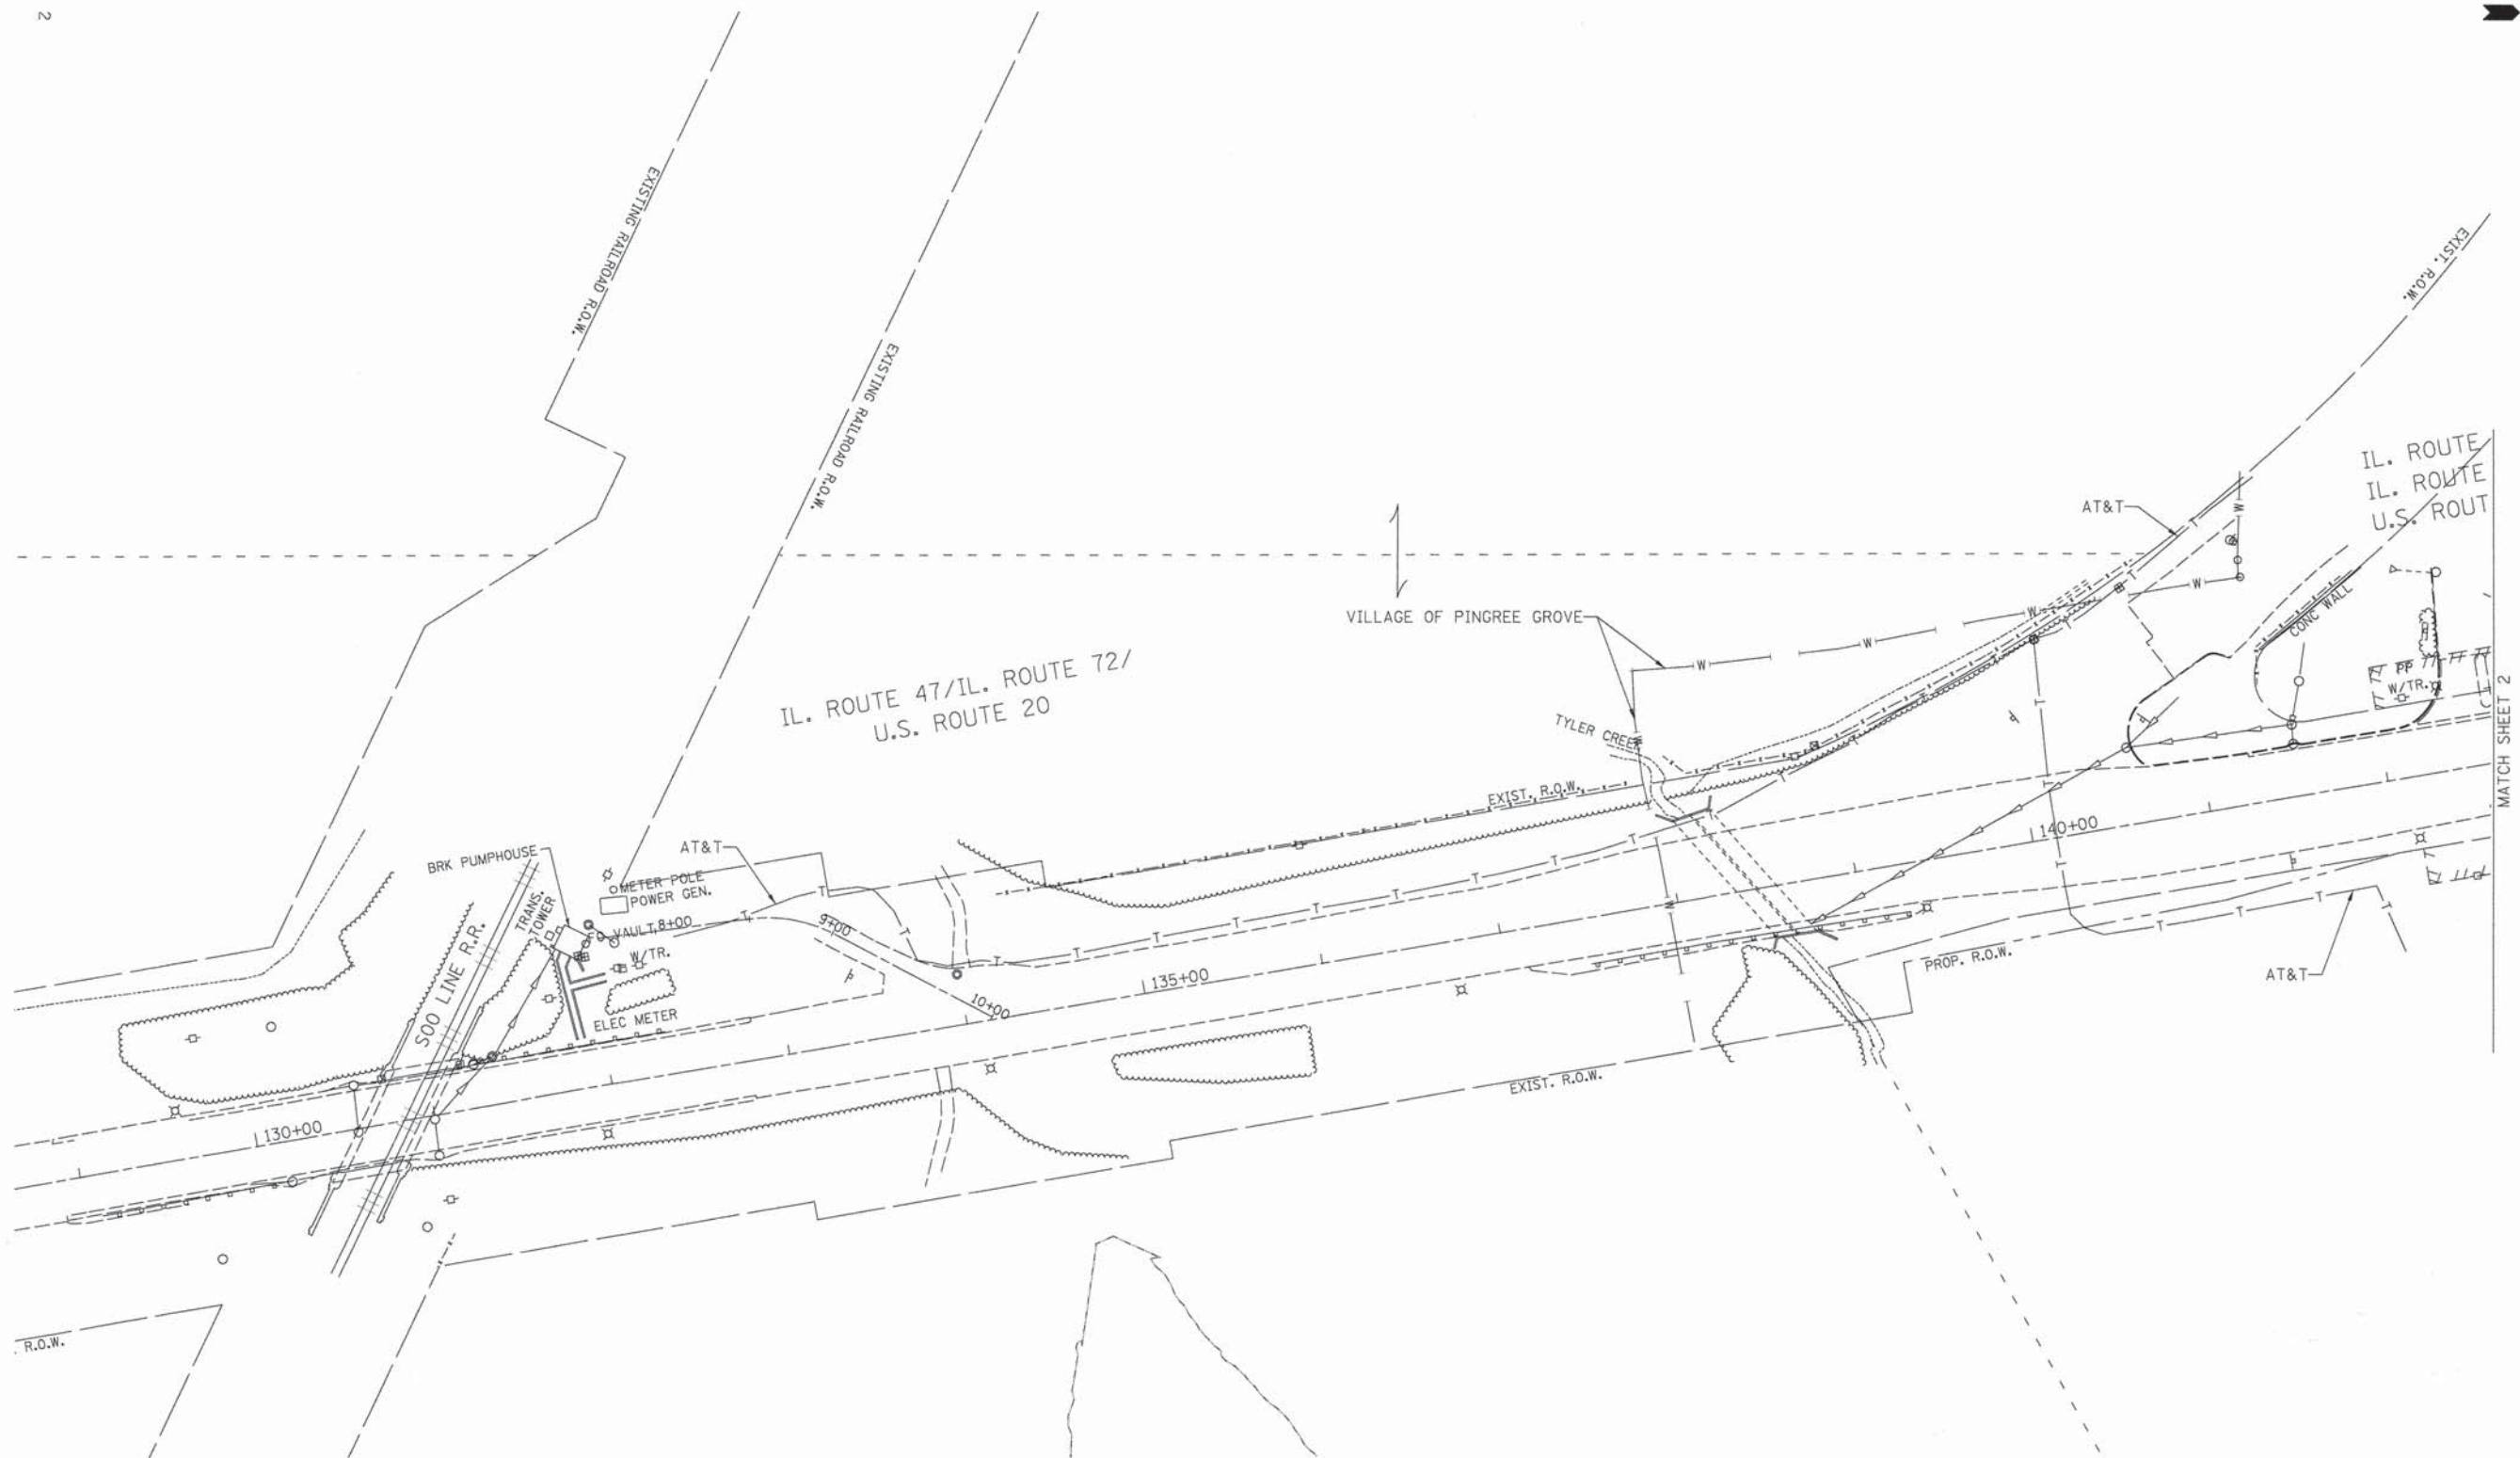 2
EXISTING RAILROAD R.O.W.
EXISTING RAILROAD R.O.W.
EXIST. R.O.W.
IL. ROUTE
IL. ROUTE
U.S. ROUT
AT&T
W
W
W
CONC WALL
VILLAGE OF PINGREE GROVE
W
W
IL. ROUTE 47/IL. ROUTE 72/
U.S. ROUTE 20
PP
W/TR.
MATCH SHEET 2
TYLER CREEK
EXIST. R.O.W.
140+00
BRK PUMPHOUSE
AT&T
METER POLE
POWER GEN.
TRANS.
TOWER
FO VAULT
8+00
9+00
W/TR.
SOO LINE R.R.
10+00
135+00
PROP. R.O.W.
AT&T
ELEC METER
EXIST. R.O.W.
130+00
R.O.W.